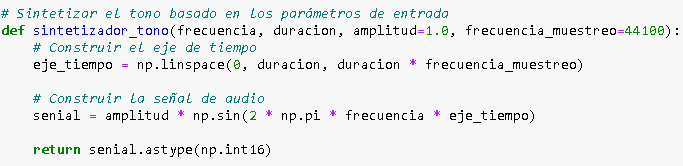 # Sintetizar el tono basado en los parámetros de entrada
def sintetizador_tono(frecuencia, duracion, amplitud=1.0, frecuencia_muestreo=44100):
    # Construir el eje de tiempo
    eje_tiempo = np.linspace(0, duracion, duracion * frecuencia_muestreo)

    # Construir la señal de audio
    senial = amplitud * np.sin(2 * np.pi * frecuencia * eje_tiempo)

    return senial.astype(np.int16)